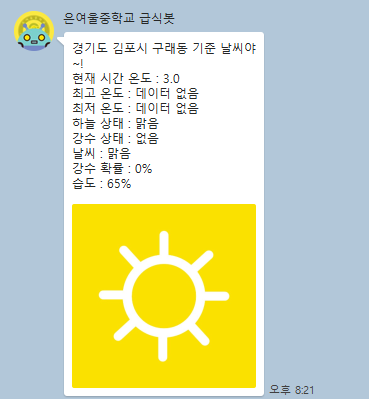 은여울중학교 급식봇
경기도 김포시 구래동 기준 날씨야
~!
현재 시간 온도 : 3.0
최고 온도 : 데이터 없음
최저 온도 : 데이터 없음
하늘 상태 : 맑음
강수 상태 : 없음
날씨 : 맑음
강수 확률 : 0%
습도 : 65%
오후 8:21